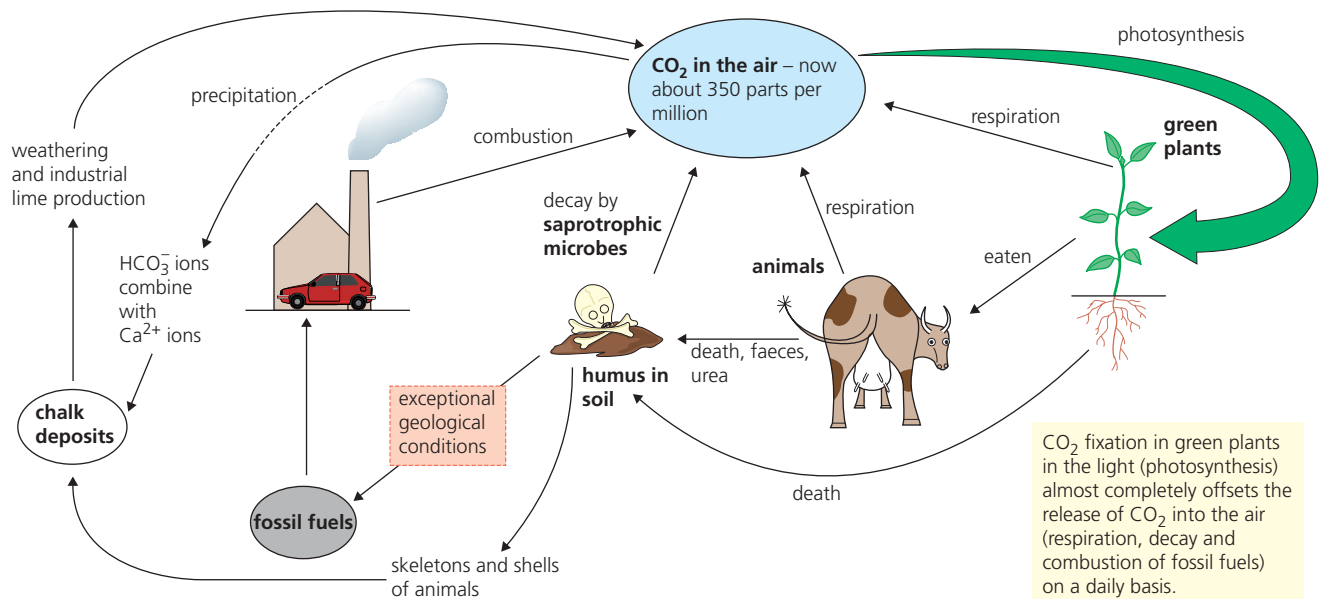 photosynthesis
CO₂ in the air – now
about 350 parts per
million
precipitation
respiration
green
plants
combustion
weathering
and industrial
lime production
decay by
saprotrophic
microbes
respiration
HCO₃⁻ ions
combine
with
Ca²⁺ ions
animals
eaten
death, faeces,
urea
humus in
soil
exceptional
geological
conditions
chalk
deposits
death
fossil fuels
skeletons and shells
of animals
CO₂ fixation in green plants
in the light (photosynthesis)
almost completely offsets the
release of CO₂ into the air
(respiration, decay and
combustion of fossil fuels)
on a daily basis.